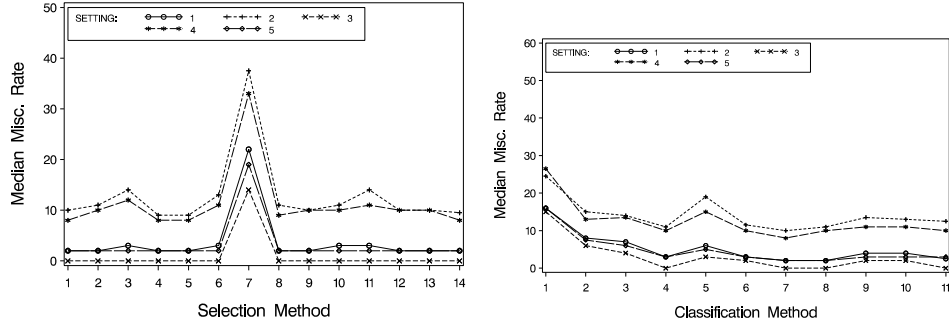 50
40
30
20
10
0
Median Misc. Rate
SETTING: 1 2 3
4 5
1 2 3 4 5 6 7 8 9 10 11 12 13 14
Selection Method
60
50
40
30
20
10
0
Median Misc. Rate
SETTING: 1 2 3
4 5
1 2 3 4 5 6 7 8 9 10 11
Classification Method